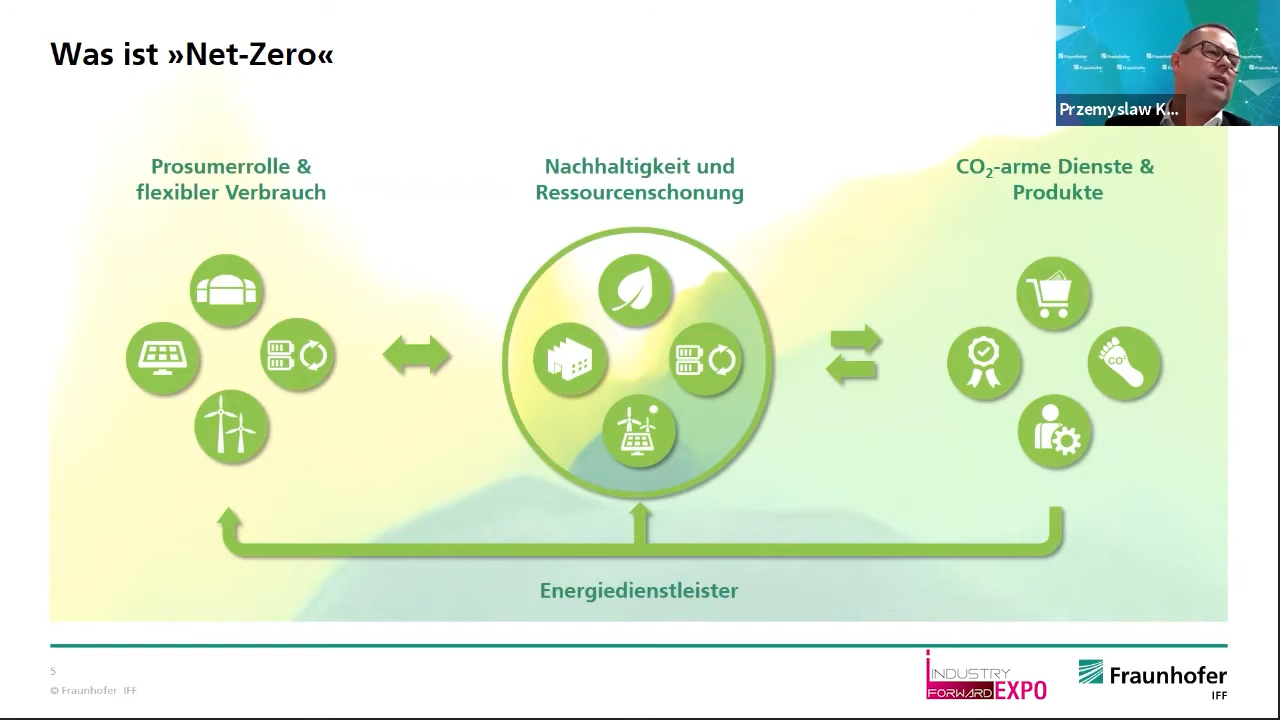 Was ist »Net-Zero«
Przemyslaw K...
Prosumerrolle &
flexibler Verbrauch
Nachhaltigkeit und
Ressourcenschonung
CO₂-arme Dienste &
Produkte
CO²
Energiedienstleister
5
© Fraunhofer IFF
INDUSTRY
FORWARD EXPO
Fraunhofer
IFF